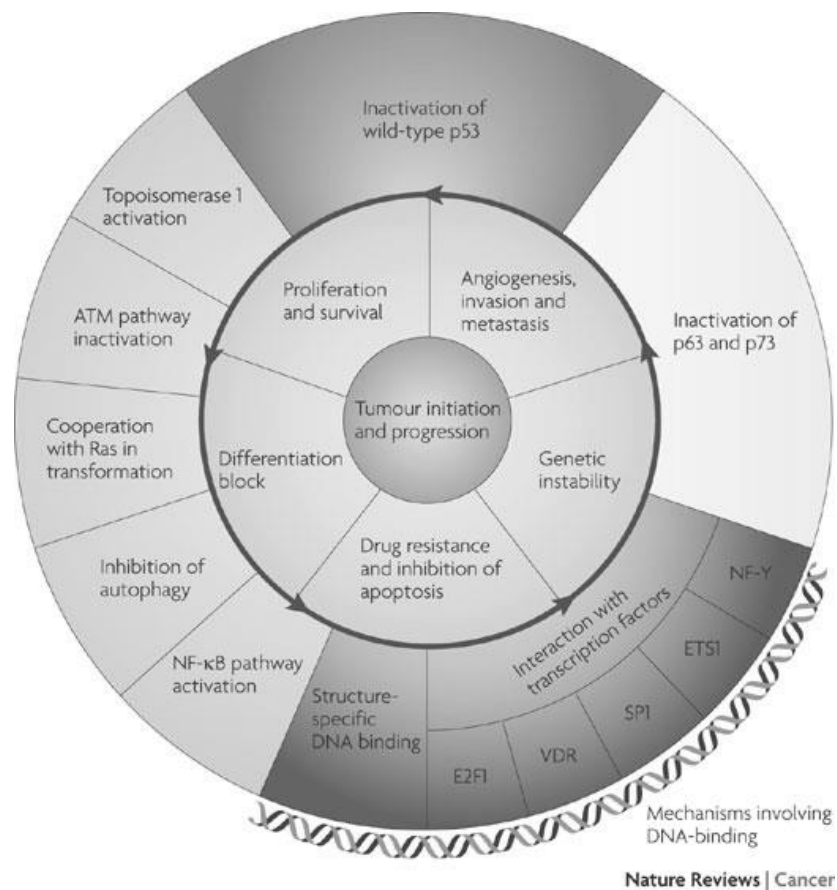 Inactivation of
wild-type p53
Topoisomerase 1
activation
Proliferation
and survival
Angiogenesis,
invasion and
metastasis
ATM pathway
inactivation
Inactivation of
p63 and p73
Tumour initiation
and progression
Cooperation
with Ras in
transformation
Differentiation
block
Genetic
instability
Drug resistance
and inhibition of
apoptosis
Inhibition of
autophagy
NF-κB pathway
activation
Structure-
specific
DNA binding
Interaction with
transcription factors
NF-Y
ETS1
SP1
VDR
E2F1
Mechanisms involving
DNA-binding
Nature Reviews | Cancer